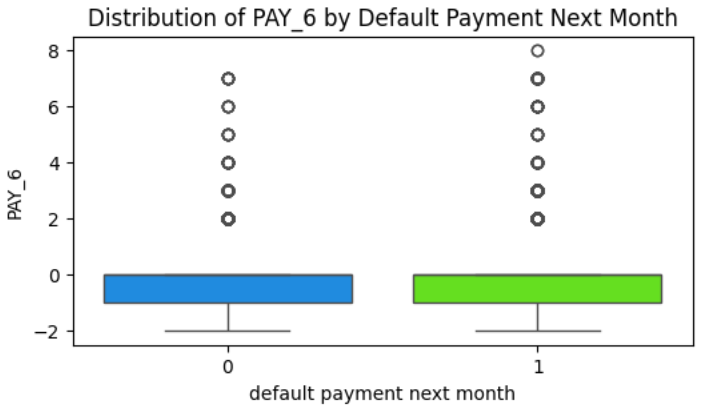 Distribution of PAY_6 by Default Payment Next Month
8
6
4
2
0
−2
PAY_6
0
1
default payment next month